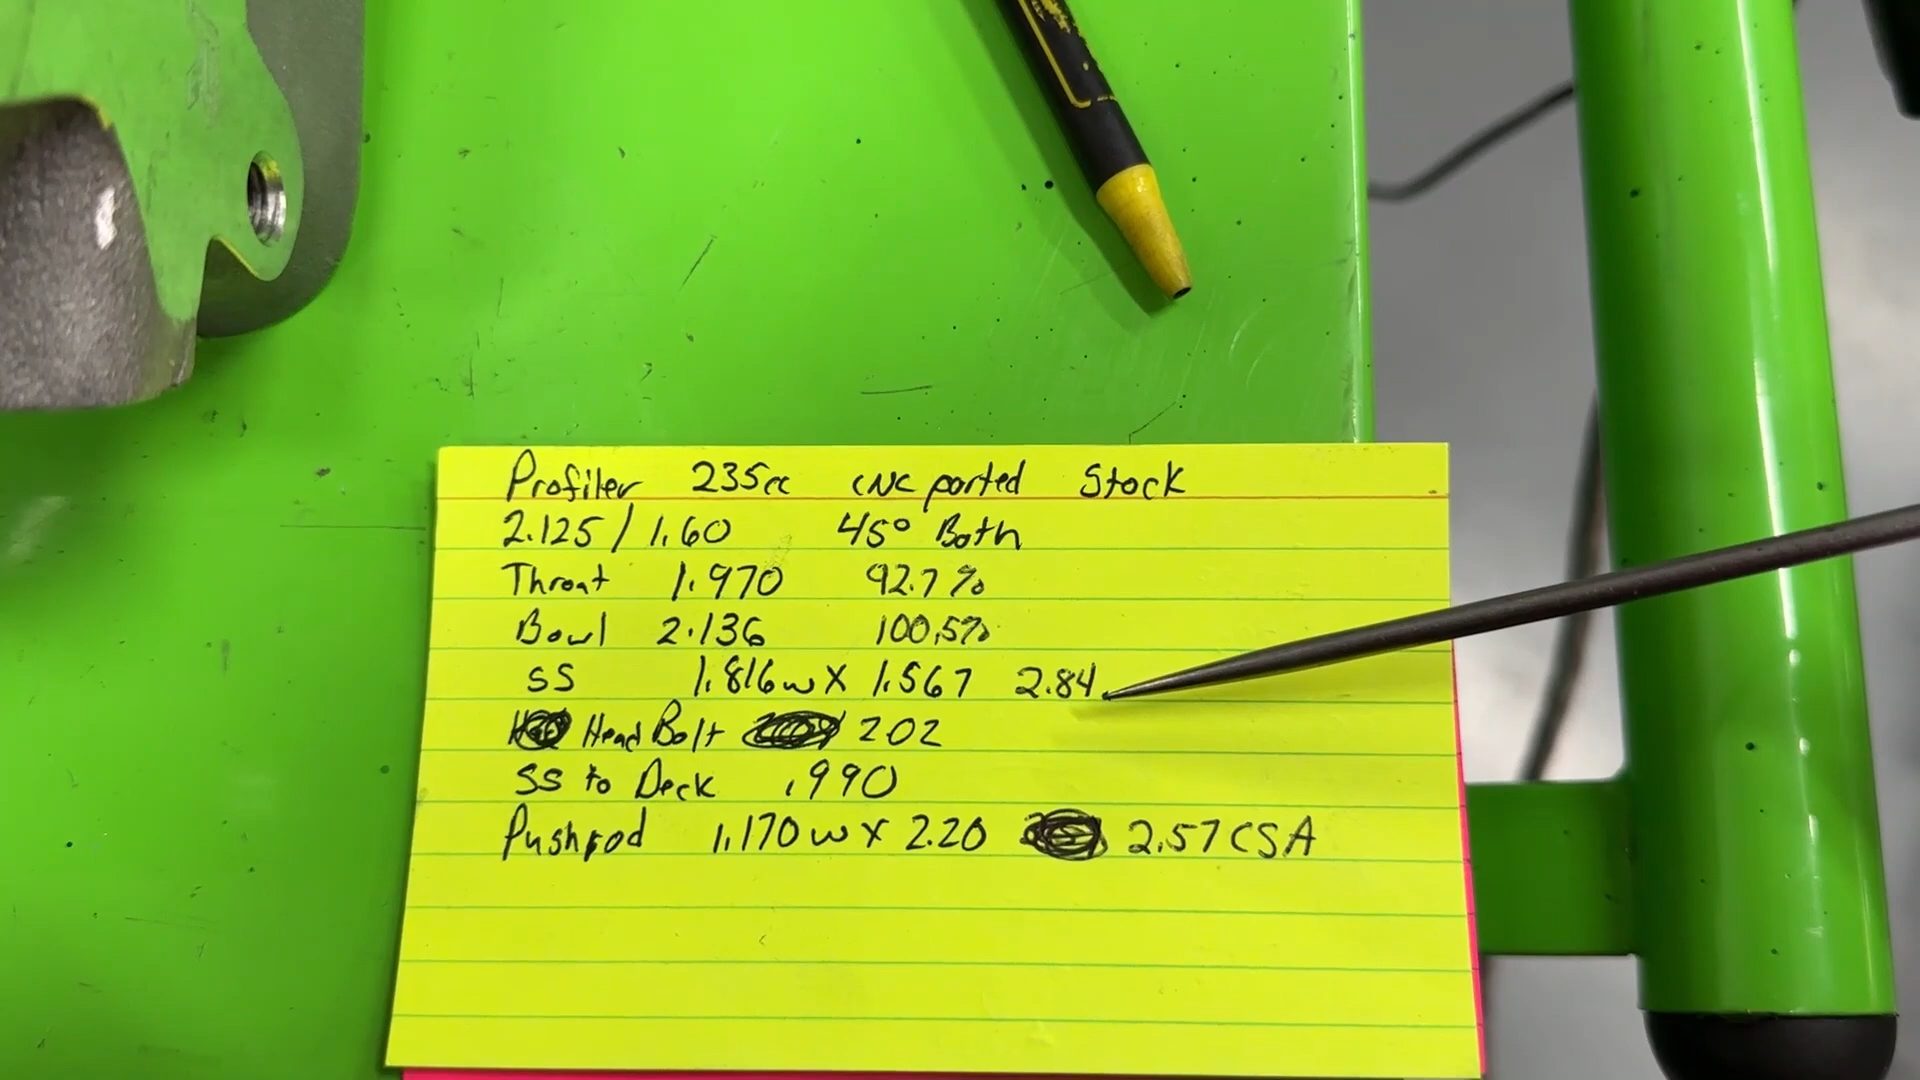 Profiler 235cc CNC ported Stock
2.125 / 1.60 45° Both
Throat 1.970 92.7%
Bowl 2.136 100.5%
SS 1.816w X 1.567 2.84
Head Bolt 202
SS to Deck .990
Pushrod 1.170w X 2.20 2.57 CSA